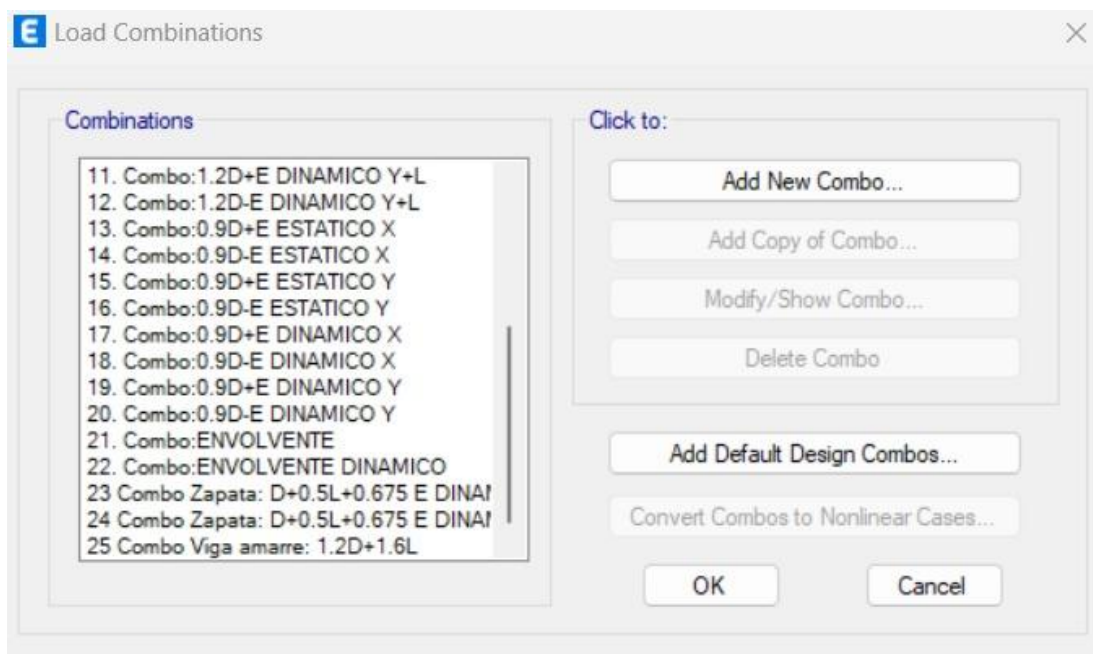 E Load Combinations
Combinations
11. Combo:1.2D+E DINAMICO Y+L
12. Combo:1.2D-E DINAMICO Y+L
13. Combo:0.9D+E ESTATICO X
14. Combo:0.9D-E ESTATICO X
15. Combo:0.9D+E ESTATICO Y
16. Combo:0.9D-E ESTATICO Y
17. Combo:0.9D+E DINAMICO X
18. Combo:0.9D-E DINAMICO X
19. Combo:0.9D+E DINAMICO Y
20. Combo:0.9D-E DINAMICO Y
21. Combo:ENVOLVENTE
22. Combo:ENVOLVENTE DINAMICO
23 Combo Zapata: D+0.5L+0.675 E DINA
24 Combo Zapata: D+0.5L+0.675 E DINA
25 Combo Viga amarre: 1.2D+1.6L
Click to:
Add New Combo...
Add Copy of Combo...
Modify/Show Combo...
Delete Combo
Add Default Design Combos...
Convert Combos to Nonlinear Cases...
OK
Cancel